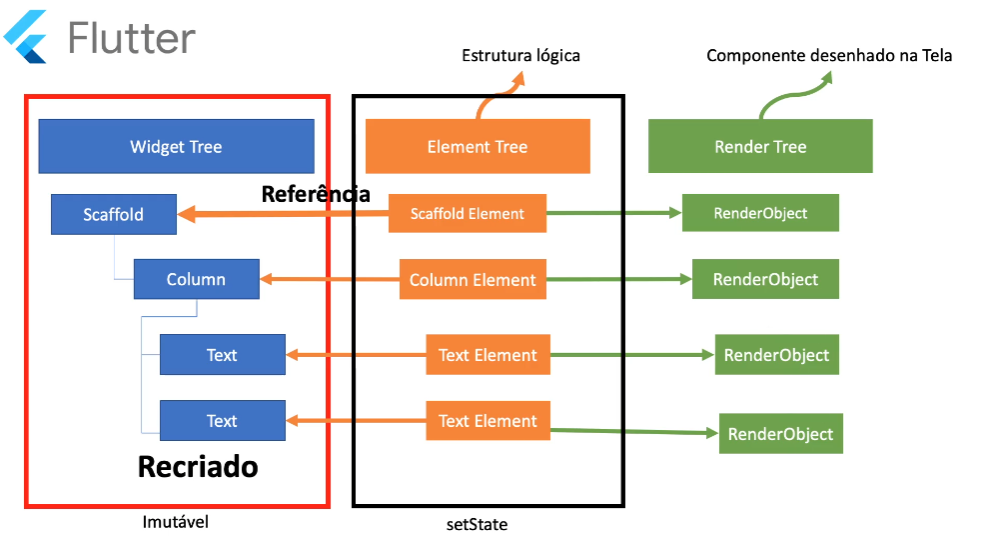 Flutter
Estrutura lógica
Componente desenhado na Tela
Widget Tree
Element Tree
Render Tree
Referência
Scaffold
Scaffold Element
RenderObject
Column
Column Element
RenderObject
Text
Text Element
RenderObject
Text
Text Element
RenderObject
Recriado
Imutável
setState